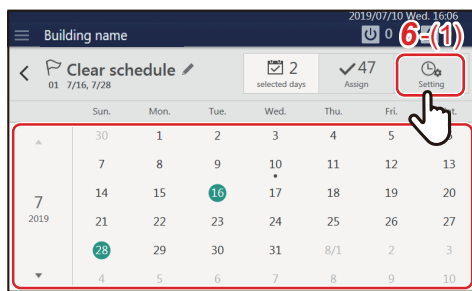 2019/07/10 Wed. 16:06
Building name
0
6-(1)
Clear schedule
01 7/16, 7/28
2
selected days
47
Assign
Setting
Sun. Mon. Tue. Wed. Thu. Fri.
30 1 2 3 4 5
7 8 9 10 11 12 13
14 15 16 17 18 19 20
7
2019
21 22 23 24 25 26 27
28 29 30 31 8/1 2 3
4 5 6 7 8 9 10